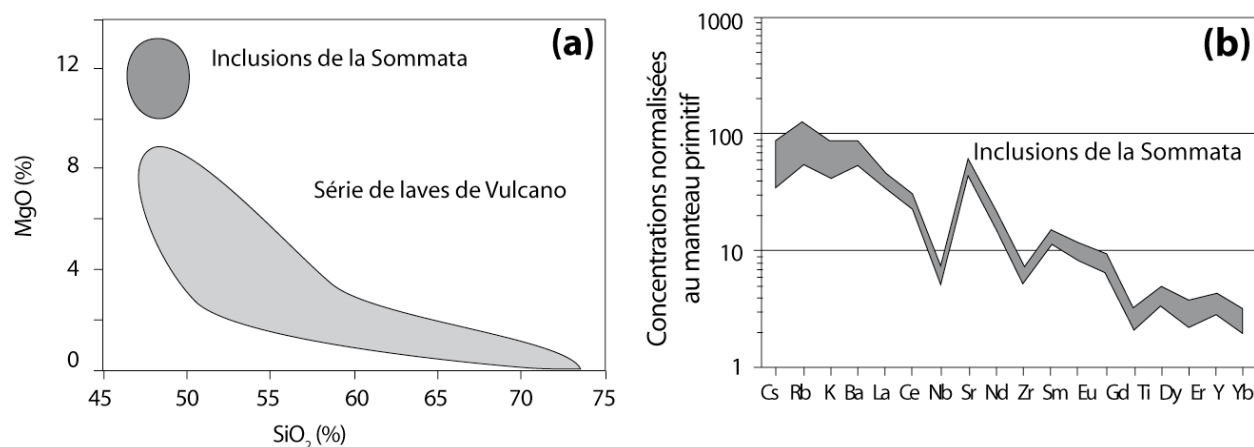 (a)
Inclusions de la Sommata
Série de laves de Vulcano
MgO (%)
12
8
4
0
45 50 55 60 65 70 75
SiO₂ (%)
(b)
Inclusions de la Sommata
Concentrations normalisées
au manteau primitif
1000
100
10
1
Cs Rb K Ba La Ce Nb Sr Nd Zr Sm Eu Gd Ti Dy Er Y Yb